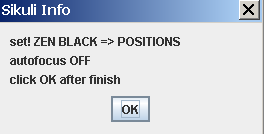 Sikuli Info
set! ZEN BLACK => POSITIONS
autofocus OFF
click OK after finish
OK